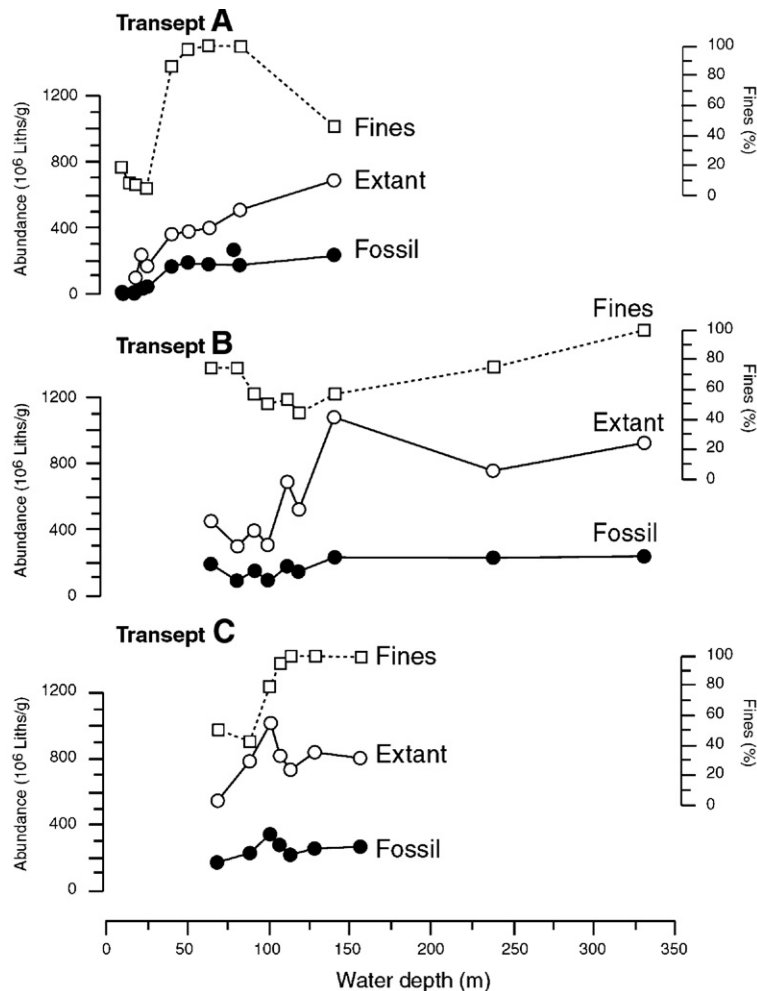 Transept A
1200
800
400
0
Abundance (10⁶ Liths/g)
Fines
Extant
Fossil
100
80
60
40
20
0
Fines (%)
Transept B
1200
800
400
0
Abundance (10⁶ Liths/g)
Fines
Extant
Fossil
100
80
60
40
20
0
Fines (%)
Transept C
1200
800
400
0
Abundance (10⁶ Liths/g)
Fines
Extant
Fossil
100
80
60
40
20
0
Fines (%)
0 50 100 150 200 250 300 350
Water depth (m)